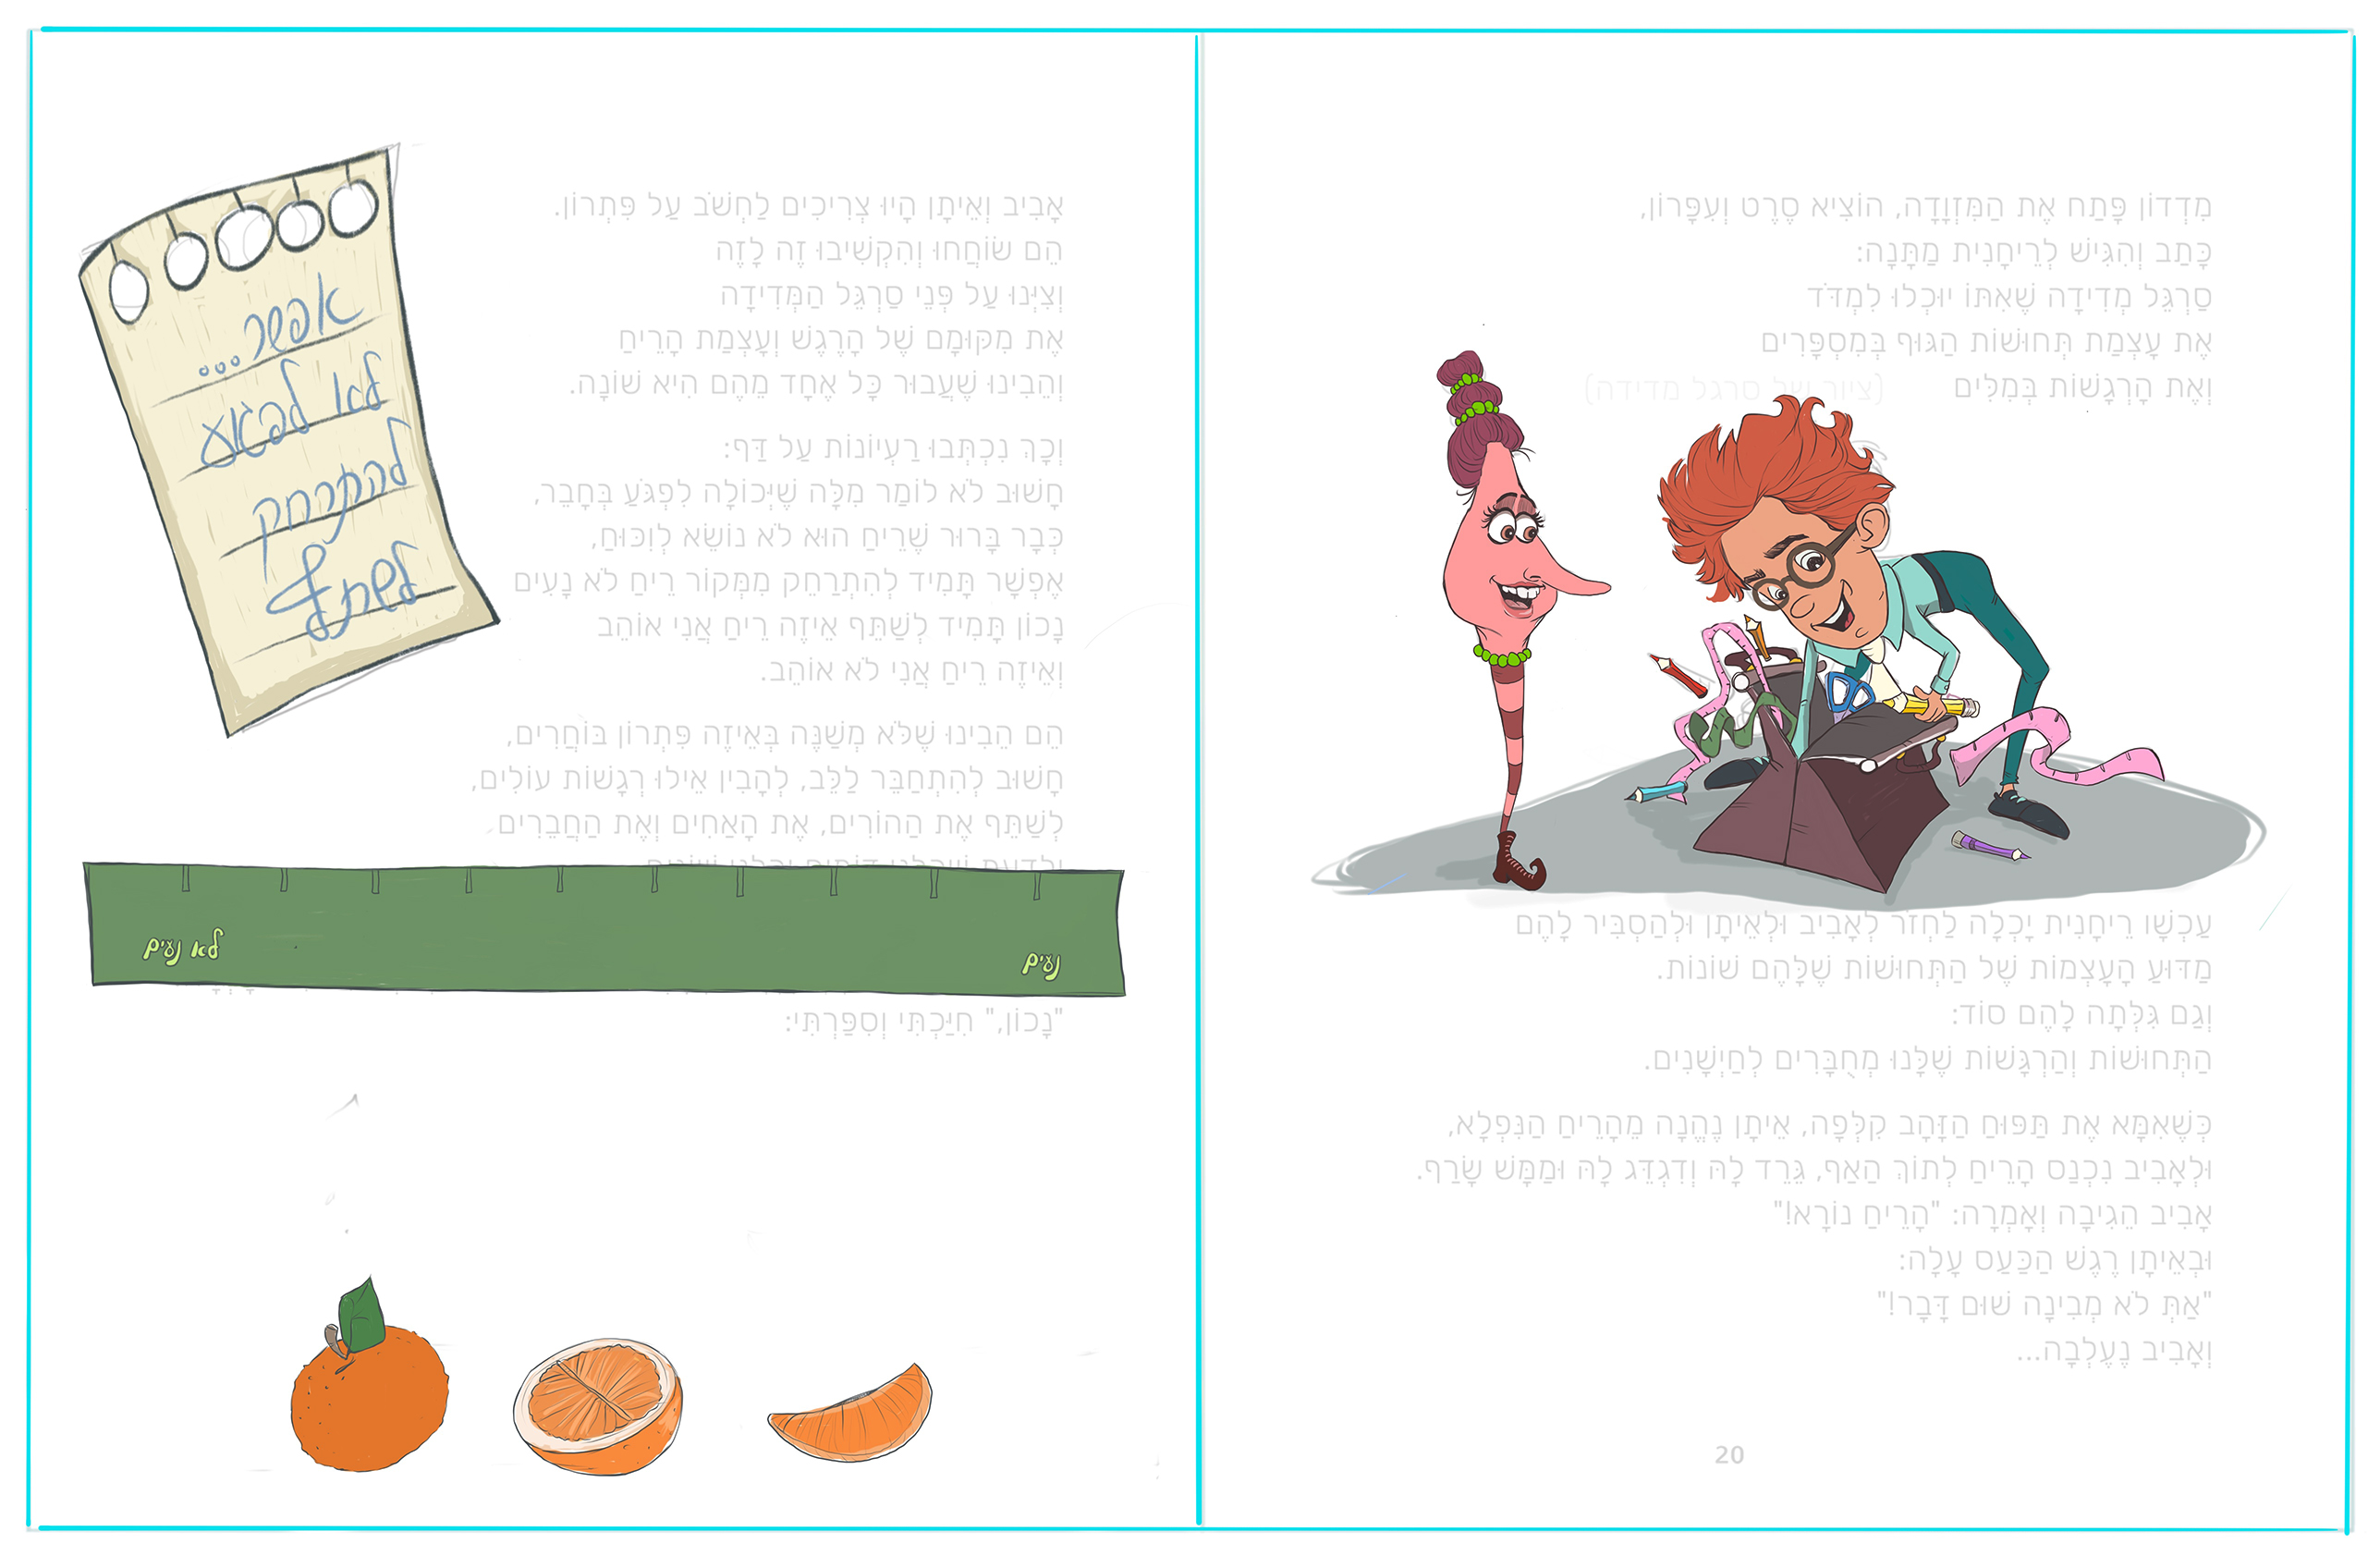 מִדְדוֹן פָּתַח אֶת הַמִּזְוָדָה, הוֹצִיא סֶרֶט וְעִפָּרוֹן,
כָּתַב וְהִגִּישׁ לְרֵיחָנִית מַתָּנָה:
סַרְגֵּל מְדִידָה שֶׁאִתּוֹ יוּכְלוּ לִמְדֹּד
אֶת עָצְמַת תְּחוּשׁוֹת הַגּוּף בְּמִסְפָּרִים
וְאֶת הָרְגָשׁוֹת בְּמִלִּים (ציור של סרגל מדידה)
עַכְשָׁו רֵיחָנִית יָכְלָה לַחְזֹר לְאָבִיב וּלְאֵיתָן וּלְהַסְבִּיר לָהֶם
מַדּוּעַ הָעָצְמוֹת שֶׁל הַתְּחוּשׁוֹת שֶׁלָּהֶם שׁוֹנוֹת.
וְגַם גִּלְּתָה לָהֶם סוֹד:
הַתְּחוּשׁוֹת וְהַרְגָּשׁוֹת שֶׁלָּנוּ מְחֻבָּרִים לְחַיְשָׁנִים.
כְּשֶׁאִמָּא אֶת תַּפּוּחַ הַזָּהָב קִלְּפָה, אֵיתָן נֶהֱנָה מֵהָרֵיחַ הַנִּפְלָא,
וּלְאָבִיב נִכְנַס הָרֵיחַ לְתוֹךְ הַאַף, גֵּרֵד לָהּ וְדִגְדֵּג לָהּ וּמַמָּשׁ שָׂרַף.
אָבִיב הֵגִיבָה וְאָמְרָה: "הָרֵיחַ נוֹרָא!"
וּבְאֵיתָן רֶגֶשׁ הַכַּעַס עָלָה:
"אַתְּ לֹא מְבִינָה שׁוּם דָּבָר!"
וְאָבִיב נֶעֶלְבָה...
20
אָבִיב וְאֵיתָן הָיוּ צְרִיכִים לַחְשֹׁב עַל פִּתְרוֹן.
הֵם שׂוֹחֲחוּ וְהִקְשִׁיבוּ זֶה לָזֶה
וְצִיְּנוּ עַל פְּנֵי סַרְגֵּל הַמְּדִידָה
אֶת מִקּוּמָם שֶׁל הָרֶגֶשׁ וְעָצְמַת הָרֵיחַ
וְהֵבִינוּ שֶׁעֲבוּר כָּל אֶחָד מֵהֶם הִיא שׁוֹנָה.
וְכָךְ נִכְתְּבוּ רַעְיוֹנוֹת עַל דַּף:
חָשׁוּב לֹא לוֹמַר מִלָּה שֶׁיְּכוֹלָה לִפְגֹּעַ בְּחָבֵר,
כְּבָר בָּרוּר שֶׁרֵיחַ הוּא לֹא נוֹשֵׂא לְוִכּוּחַ,
אֶפְשָׁר תָּמִיד לְהִתְרַחֵק מִמְּקוֹר רֵיחַ לֹא נָעִים
נָכוֹן תָּמִיד לְשַׁתֵּף אֵיזֶה רֵיחַ אֲנִי אוֹהֵב
וְאֵיזֶה רֵיחַ אֲנִי לֹא אוֹהֵב.
הֵם הֵבִינוּ שֶׁלֹּא מְשַׁנֶּה בְּאֵיזֶה פִּתְרוֹן בּוֹחֲרִים,
חָשׁוּב לְהִתְחַבֵּר לַלֵּב, לְהָבִין אֵילוּ רְגָשׁוֹת עוֹלִים,
לְשַׁתֵּף אֶת הַהוֹרִים, אֶת הָאַחִים וְאֶת הַחֲבֵרִים
"נָכוֹן," חִיַּכְתִּי וְסִפַּרְתִּי:
אפשר...
לא לפגוע
להתרחק
לשתף
נעים
לא נעים